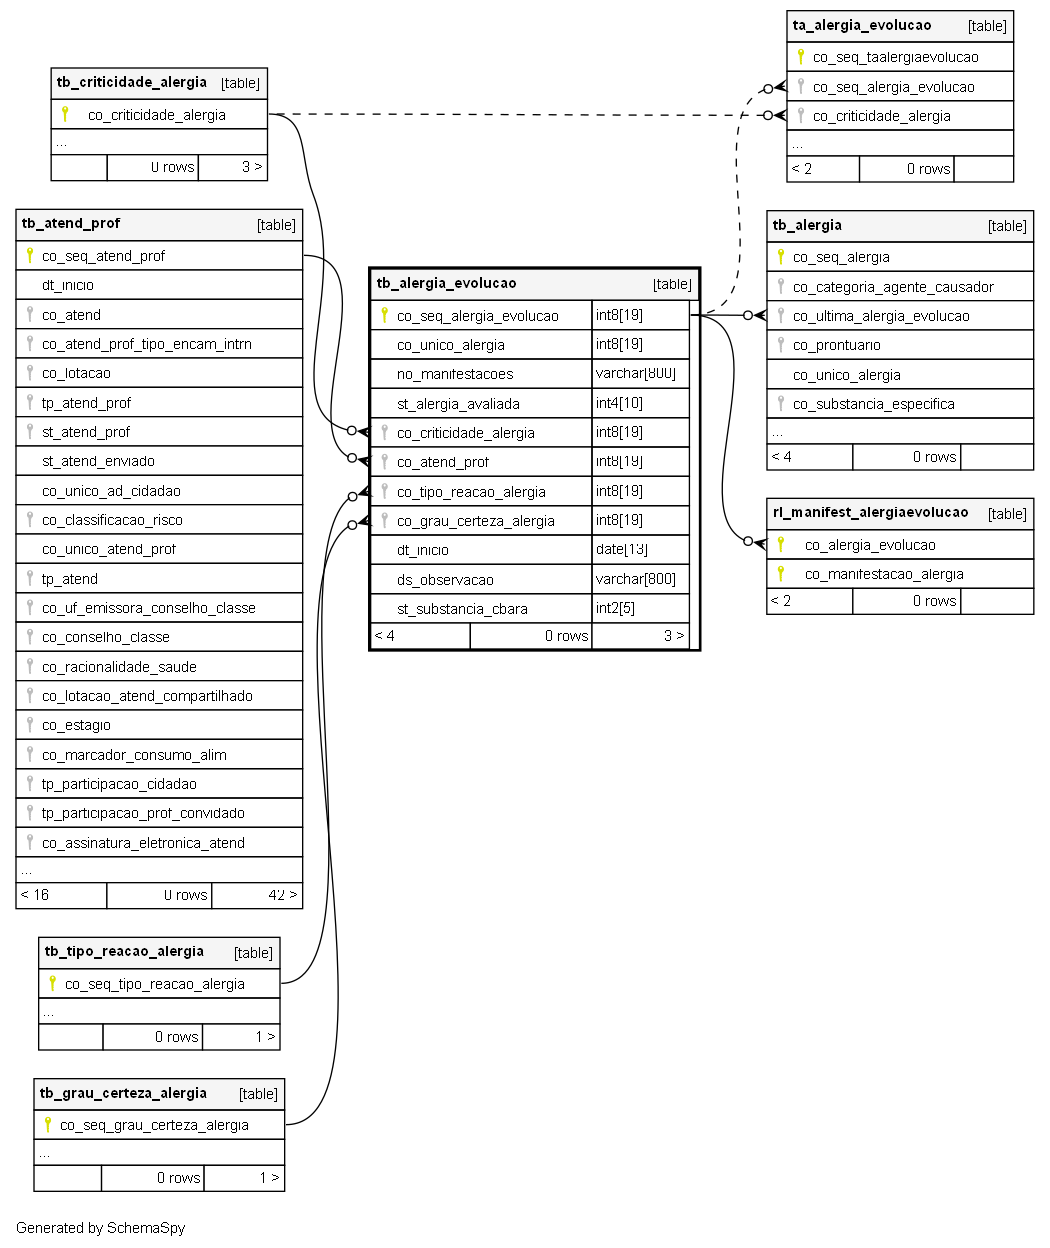 tb_criticidade_alergia [table]
co_criticidade_alergia
...
0 rows 3 >
tb_atend_prof [table]
co_seq_atend_prof
dt_inicio
co_atend
co_atend_prof_tipo_encam_intrn
co_lotacao
tp_atend_prof
st_atend_prof
st_atend_enviado
co_unico_ad_cidadao
co_classificacao_risco
co_unico_atend_prof
tp_atend
co_uf_emissora_conselho_classe
co_conselho_classe
co_racionalidade_saude
co_lotacao_atend_compartilhado
co_estagio
co_marcador_consumo_alim
tp_participacao_cidadao
tp_participacao_prof_convidado
co_assinatura_eletronica_atend
...
< 16 0 rows 42 >
tb_tipo_reacao_alergia [table]
co_seq_tipo_reacao_alergia
...
0 rows 1 >
tb_grau_certeza_alergia [table]
co_seq_grau_certeza_alergia
...
0 rows 1 >
tb_alergia_evolucao [table]
co_seq_alergia_evolucao int8[19]
co_unico_alergia int8[19]
no_manifestacoes varchar[800]
st_alergia_avaliada int4[10]
co_criticidade_alergia int8[19]
co_atend_prof int8[19]
co_tipo_reacao_alergia int8[19]
co_grau_certeza_alergia int8[19]
dt_inicio date[13]
ds_observacao varchar[800]
st_substancia_cbara int2[5]
< 4 0 rows 3 >
ta_alergia_evolucao [table]
co_seq_taalergiaevolucao
co_seq_alergia_evolucao
co_criticidade_alergia
...
< 2 0 rows
tb_alergia [table]
co_seq_alergia
co_categoria_agente_causador
co_ultima_alergia_evolucao
co_prontuario
co_unico_alergia
co_substancia_especifica
...
< 4 0 rows
rl_manifest_alergiaevolucao [table]
co_alergia_evolucao
co_manifestacao_alergia
< 2 0 rows
Generated by SchemaSpy